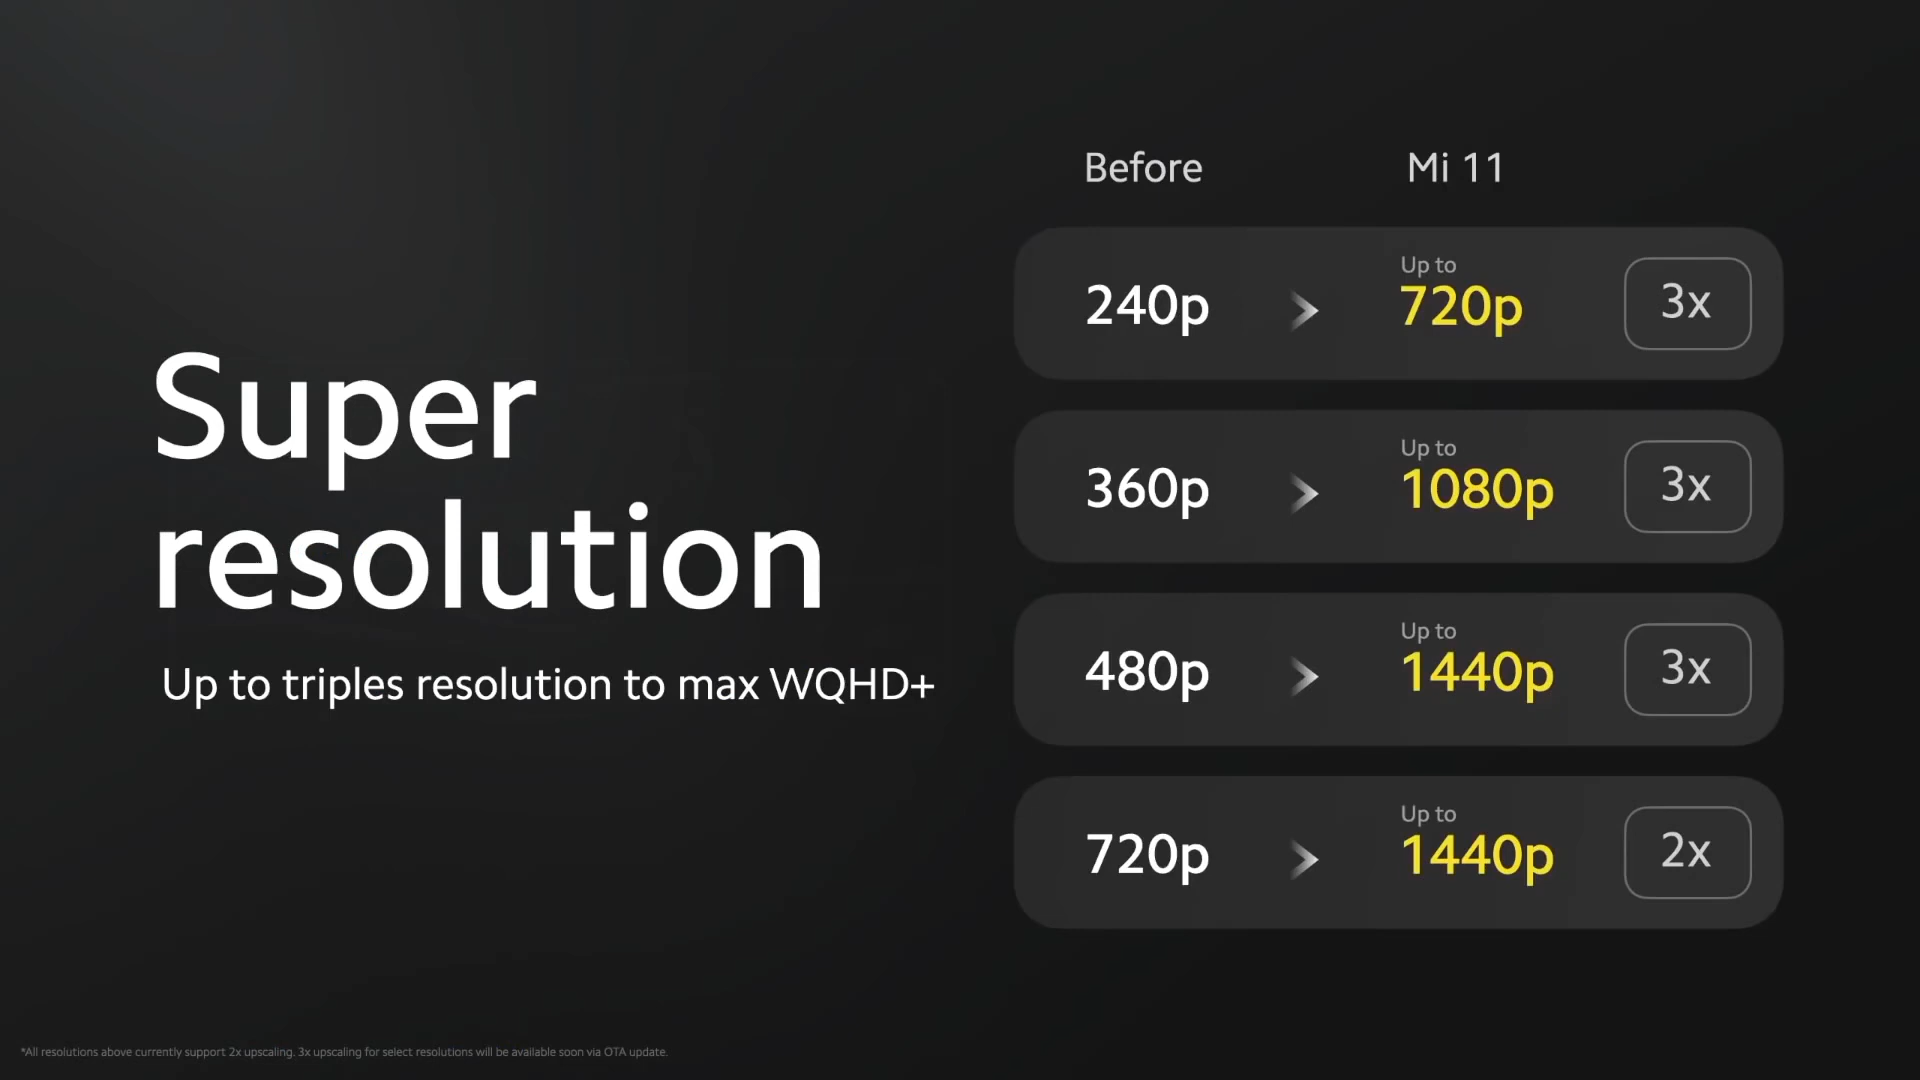 Super
resolution
Up to triples resolution to max WQHD+
Before Mi 11
Up to
240p > 720p 3x
Up to
360p > 1080p 3x
Up to
480p > 1440p 3x
Up to
720p > 1440p 2x
*All resolutions above currently support 2x upscaling. 3x upscaling for select resolutions will be available soon via OTA update.